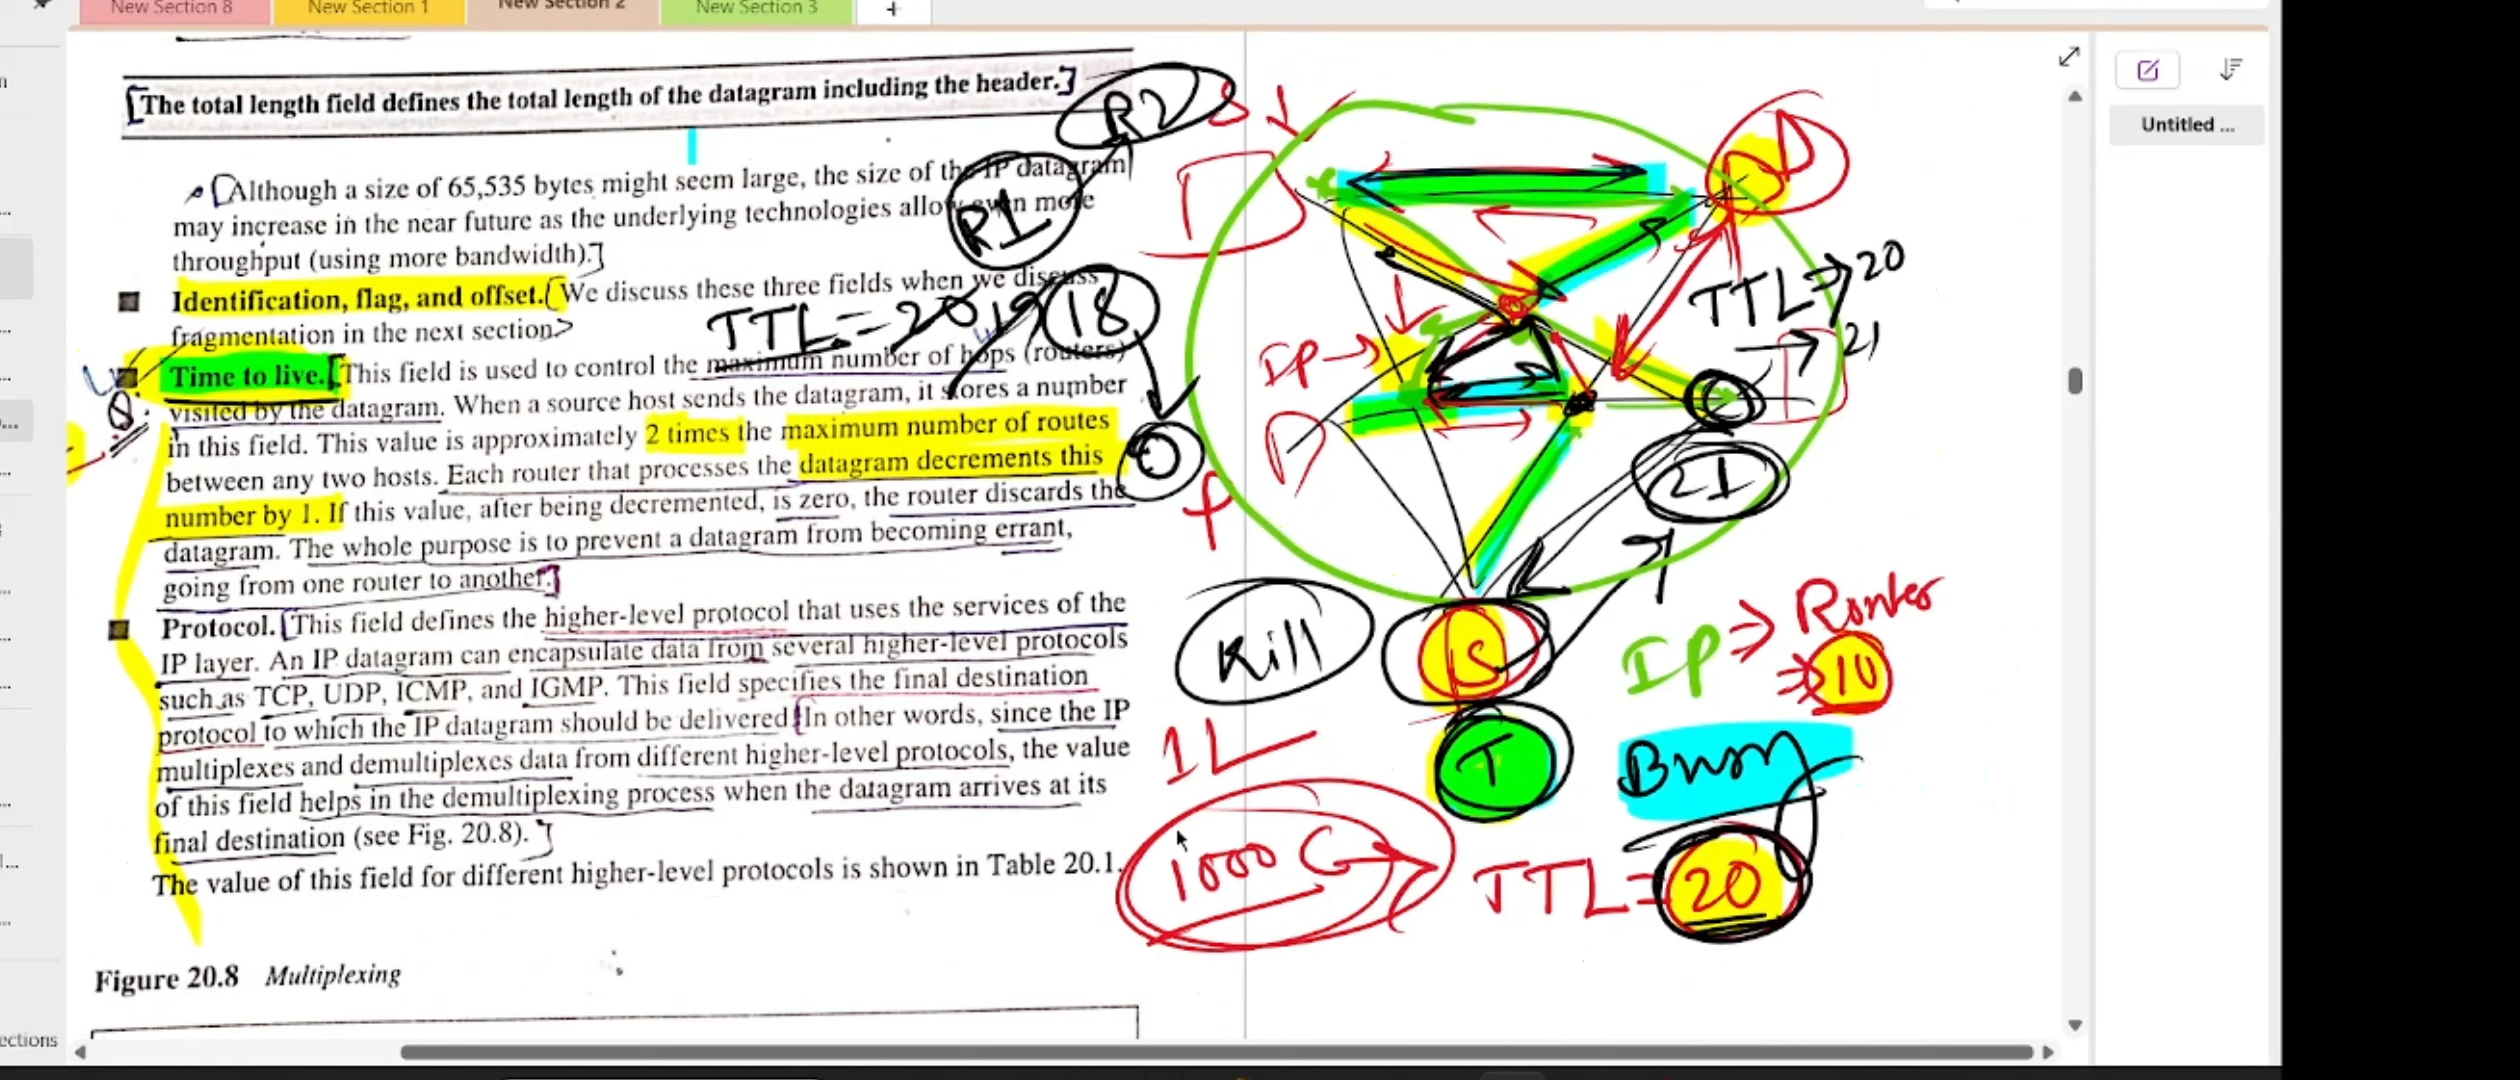 New Section 8
New Section 1
New Section 2
New Section 3
+
Untitled ...
[The total length field defines the total length of the datagram including the header.]
[Although a size of 65,535 bytes might seem large, the size of the IP datagram
may increase in the near future as the underlying technologies allow even more
throughput (using more bandwidth).]
Identification, flag, and offset. We discuss these three fields when we discuss
fragmentation in the next section
Time to live. [This field is used to control the maximum number of hops (routers)
visited by the datagram. When a source host sends the datagram, it stores a number
in this field. This value is approximately 2 times the maximum number of routes
between any two hosts. Each router that processes the datagram decrements this
number by 1. If this value, after being decremented, is zero, the router discards the
datagram. The whole purpose is to prevent a datagram from becoming errant,
going from one router to another.]
Protocol. [This field defines the higher-level protocol that uses the services of the
IP layer. An IP datagram can encapsulate data from several higher-level protocols
such as TCP, UDP, ICMP, and IGMP. This field specifies the final destination
protocol to which the IP datagram should be delivered. In other words, since the IP
multiplexes and demultiplexes data from different higher-level protocols, the value
of this field helps in the demultiplexing process when the datagram arrives at its
final destination (see Fig. 20.8).]
The value of this field for different higher-level protocols is shown in Table 20.1.
Figure 20.8 Multiplexing
R2
R1
TTL = 20 19 18
0
D
TTL → 20
21
IP →
21
Kill
S
T
IP ⇒ Router
⇒ 10
1L
1000 G
TTL = 20
ections